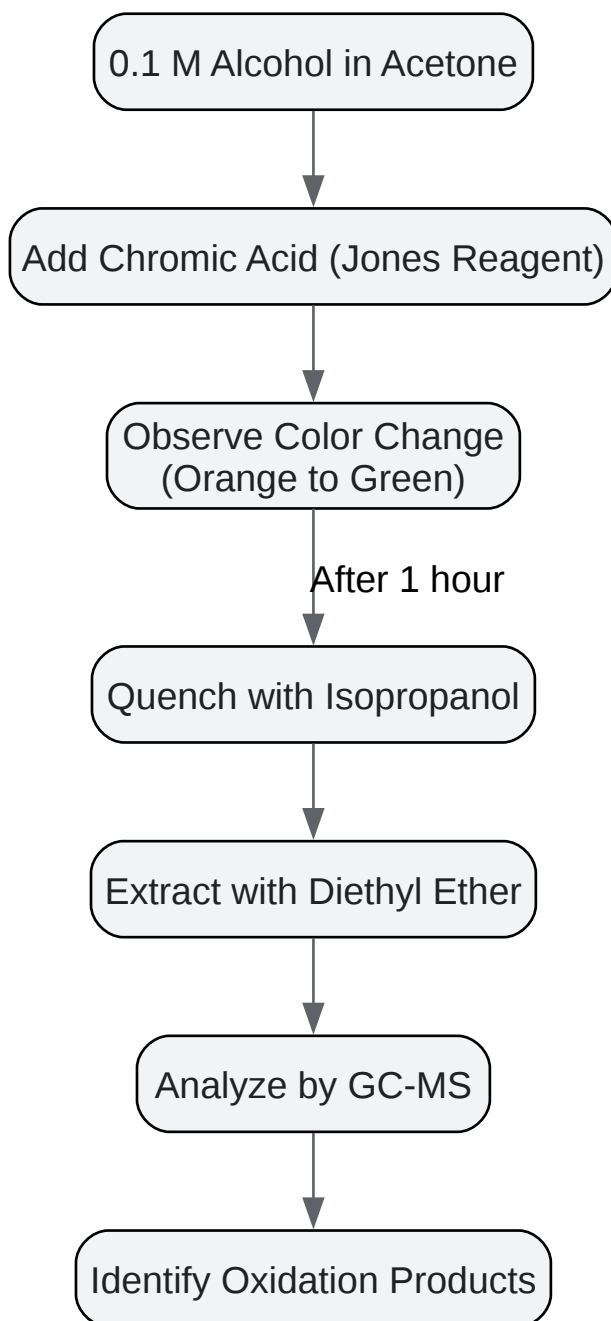 0.1 M Alcohol in Acetone
Add Chromic Acid (Jones Reagent)
Observe Color Change
(Orange to Green)
After 1 hour
Quench with Isopropanol
Extract with Diethyl Ether
Analyze by GC-MS
Identify Oxidation Products